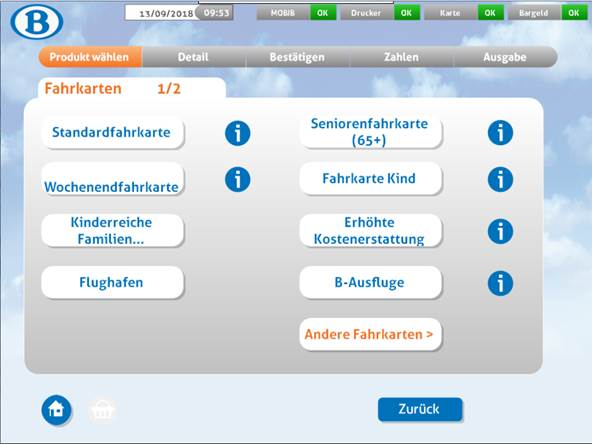 B
13/09/2018 09:53 MOBIB OK Drucker OK Karte OK Bargeld OK
Produkt wählen Detail Bestätigen Zahlen Ausgabe
Fahrkarten 1/2
Standardfahrkarte
i
Seniorenfahrkarte
(65+)
i
Wochenendfahrkarte
i
Fahrkarte Kind
i
Kinderreiche
Familien...
Erhöhte
Kostenerstattung
i
Flughafen
B-Ausfluge
i
Andere Fahrkarten >
Zurück